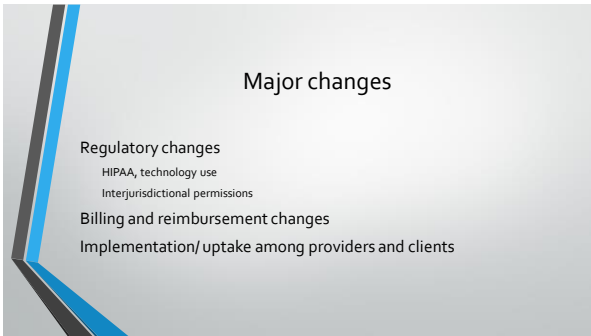 Major changes
Regulatory changes
HIPAA, technology use
Interjurisdictional permissions
Billing and reimbursement changes
Implementation/ uptake among providers and clients